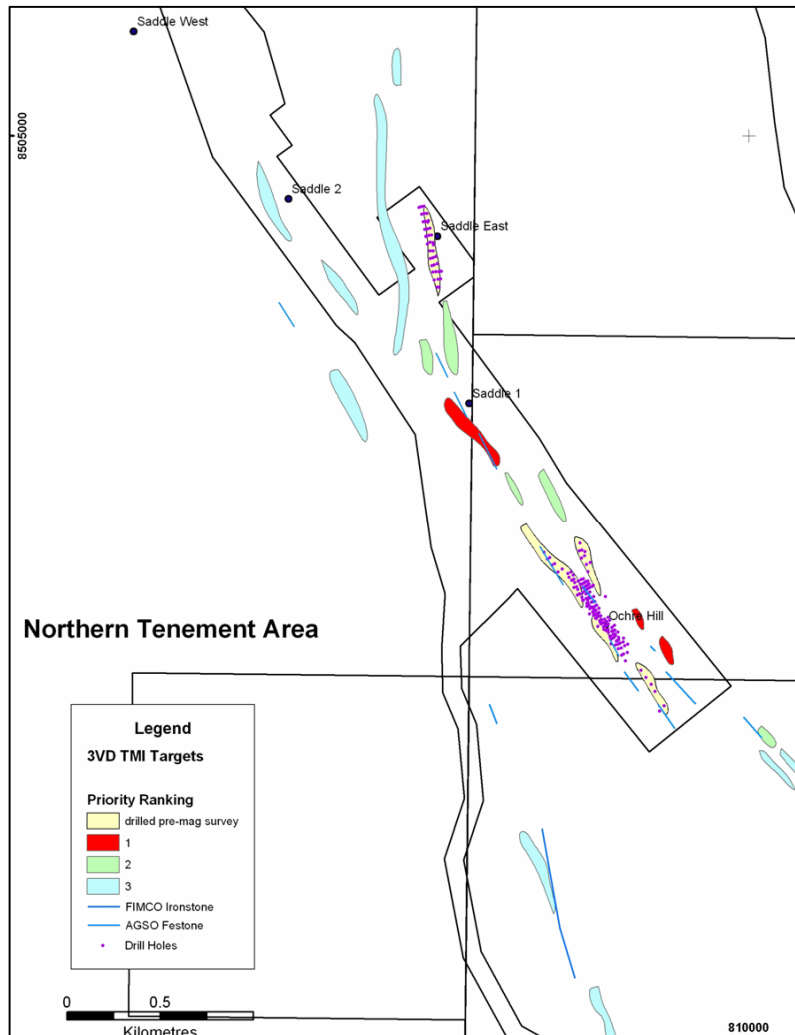 Saddle West
8505000
Saddle 2
Saddle East
Saddle 1
Ochre Hill
Northern Tenement Area
Legend
3VD TMI Targets
Priority Ranking
drilled pre-mag survey
1
2
3
FIMCO Ironstone
AGSO Festone
Drill Holes
0 0.5
Kilometres
810000